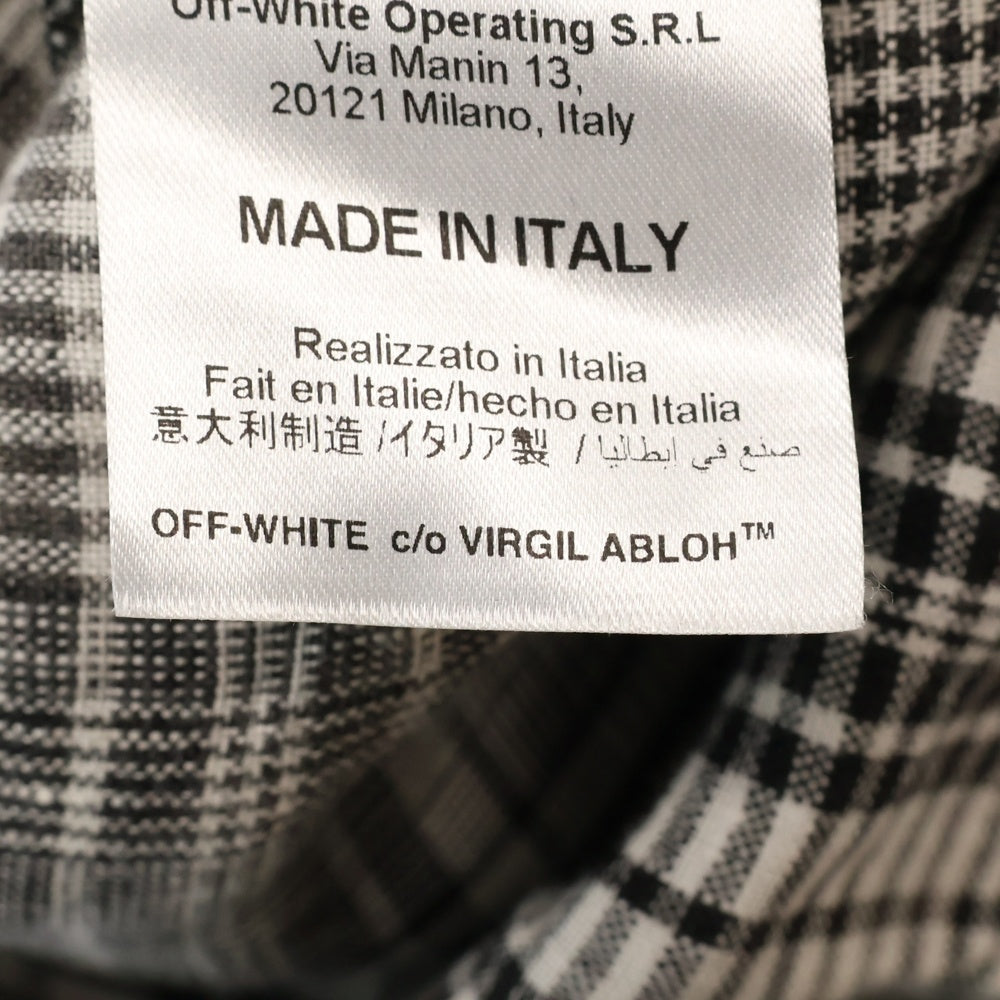 Off-White Operating S.R.L
Via Manin 13,
20121 Milano, Italy
MADE IN ITALY
Realizzato in Italia
Fait en Italie/hecho en Italia
意大利制造 /イタリア製 / صنع في ايطاليا
OFF-WHITE c/o VIRGIL ABLOH™